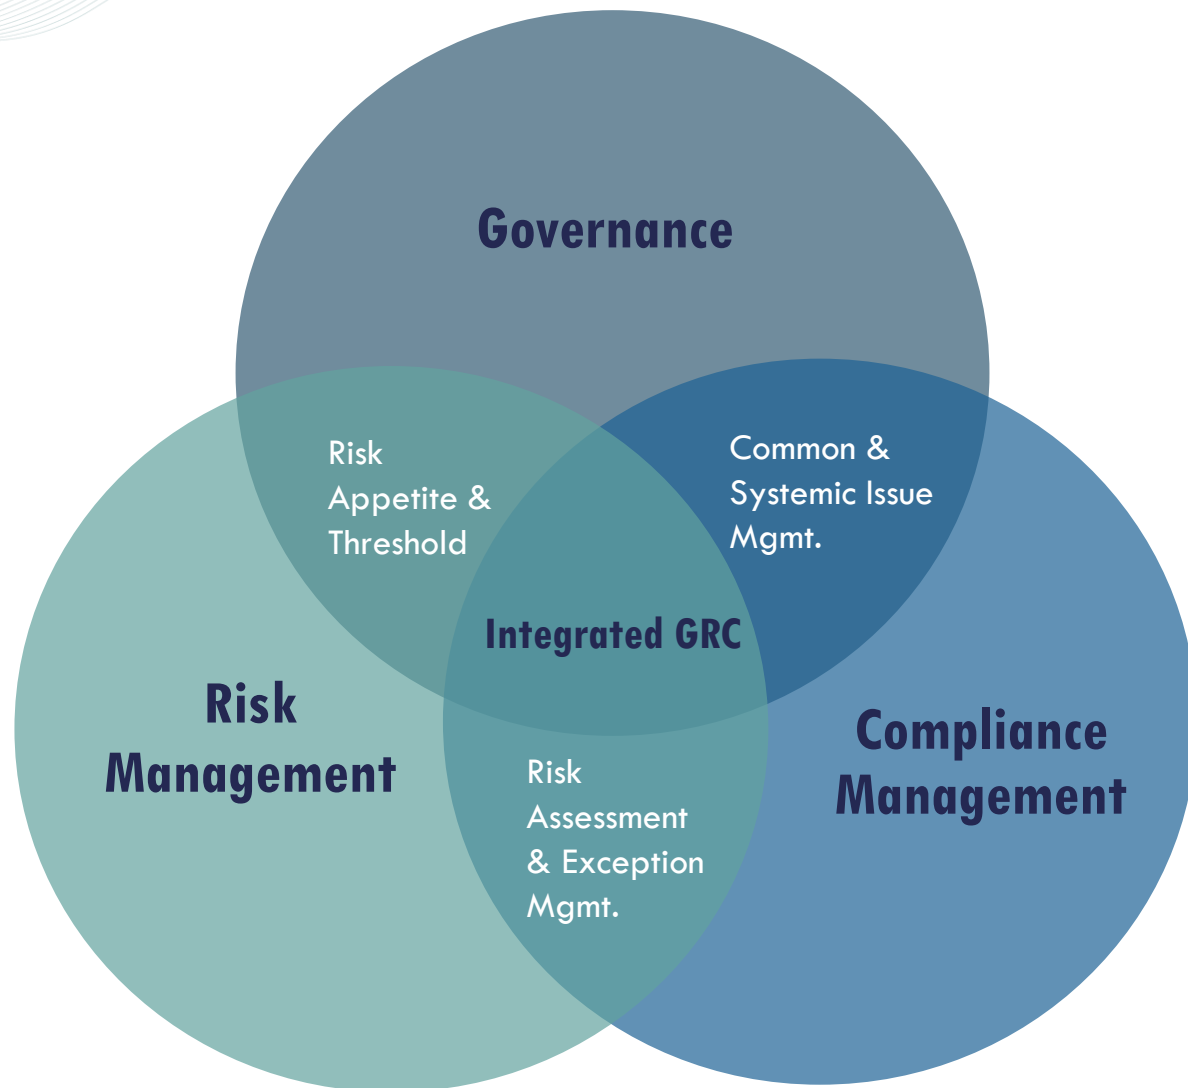 Governance
Risk
Appetite &
Threshold
Common &
Systemic Issue
Mgmt.
Integrated GRC
Risk
Management
Compliance
Management
Risk
Assessment
& Exception
Mgmt.